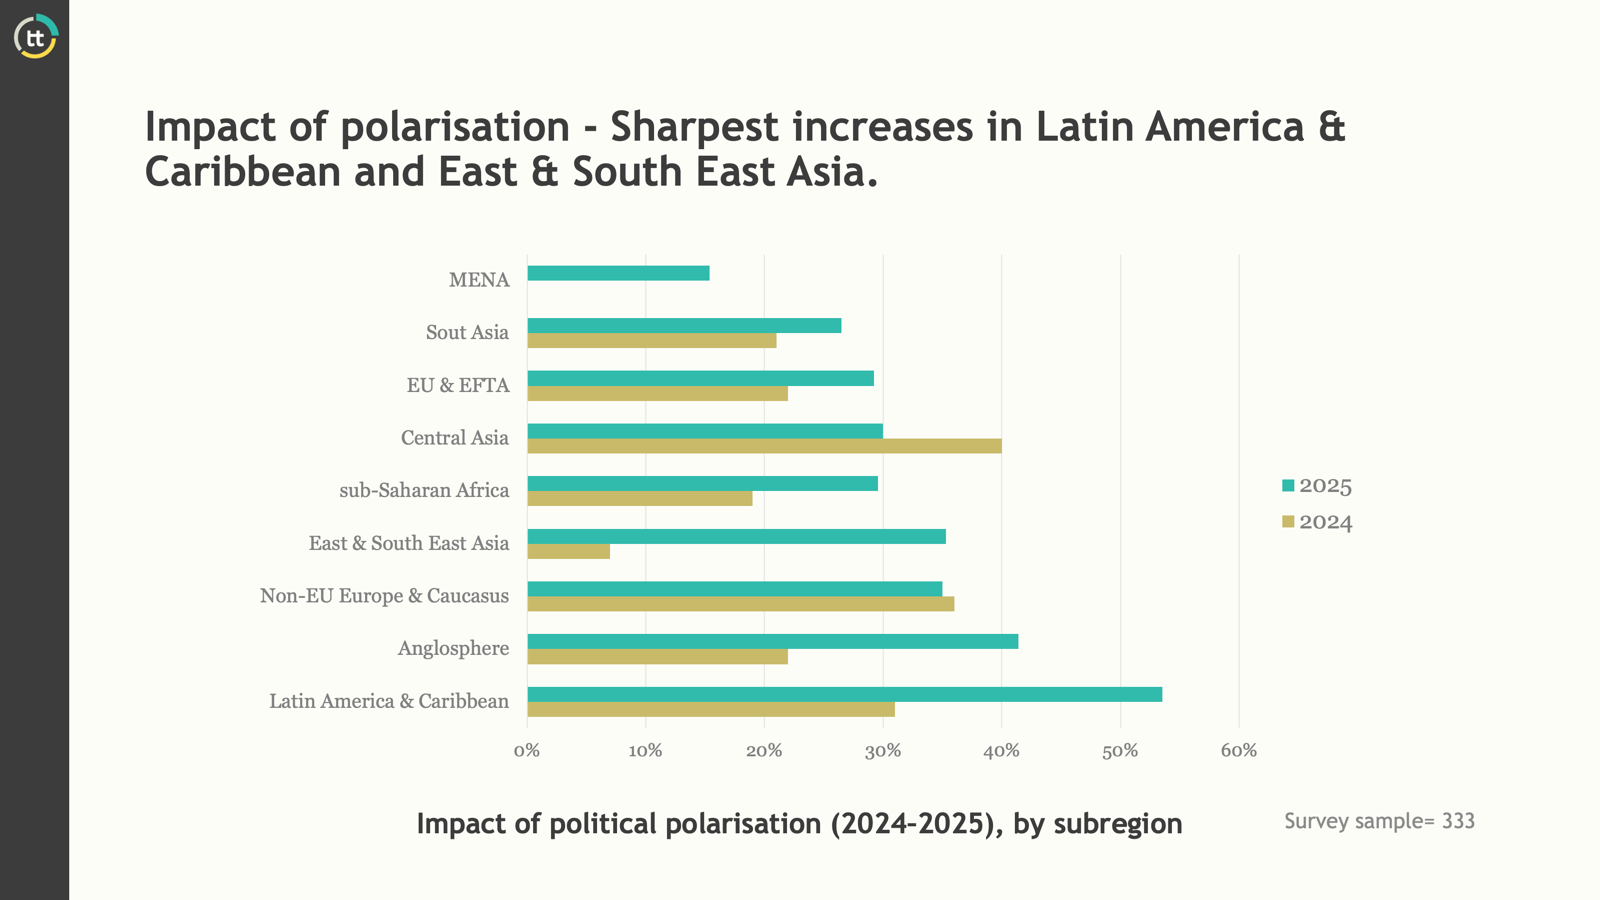 tt
Impact of polarisation - Sharpest increases in Latin America &
Caribbean and East & South East Asia.
MENA
Sout Asia
EU & EFTA
Central Asia
sub-Saharan Africa
East & South East Asia
Non-EU Europe & Caucasus
Anglosphere
Latin America & Caribbean
0% 10% 20% 30% 40% 50% 60%
2025
2024
Impact of political polarisation (2024–2025), by subregion
Survey sample= 333